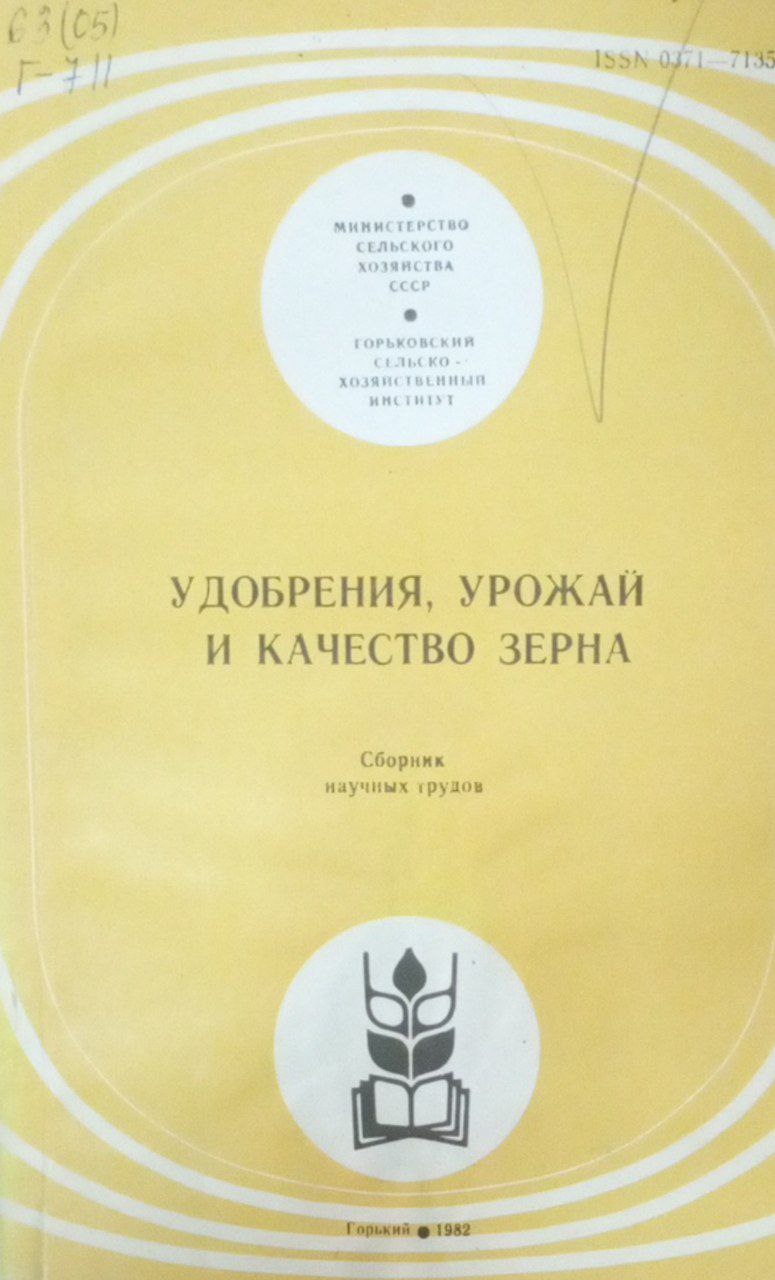 63(05)
Г-711
ISSN 0371—7135
МИНИСТЕРСТВО
СЕЛЬСКОГО
ХОЗЯЙСТВА
СССР
ГОРЬКОВСКИЙ
СЕЛЬСКО-
ХОЗЯЙСТВЕННЫЙ
ИНСТИТУТ
УДОБРЕНИЯ, УРОЖАЙ
И КАЧЕСТВО ЗЕРНА
Сборник
научных трудов
Горький ● 1982